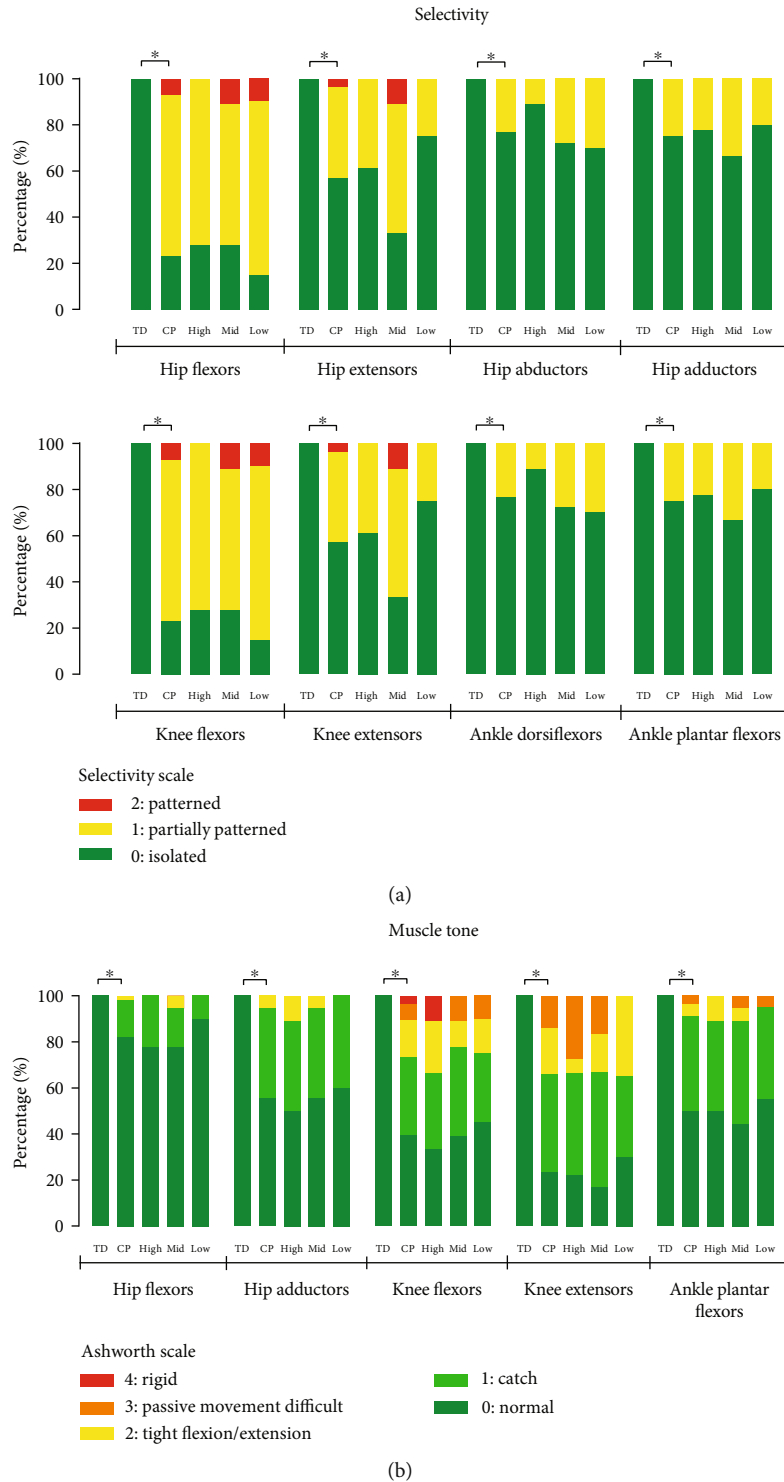 Selectivity
* * * *
100
80
60
40
20
0
Percentage (%)
TD CP High Mid Low TD CP High Mid Low TD CP High Mid Low TD CP High Mid Low
Hip flexors Hip extensors Hip abductors Hip adductors
* * * *
100
80
60
40
20
0
Percentage (%)
TD CP High Mid Low TD CP High Mid Low TD CP High Mid Low TD CP High Mid Low
Knee flexors Knee extensors Ankle dorsiflexors Ankle plantar flexors
Selectivity scale
2: patterned
1: partially patterned
0: isolated
(a)
Muscle tone
* * * * *
100
80
60
40
20
0
Percentage (%)
TD CP High Mid Low TD CP High Mid Low TD CP High Mid Low TD CP High Mid Low TD CP High Mid Low
Hip flexors Hip adductors Knee flexors Knee extensors Ankle plantar
flexors
Ashworth scale
4: rigid
3: passive movement difficult
2: tight flexion/extension
1: catch
0: normal
(b)